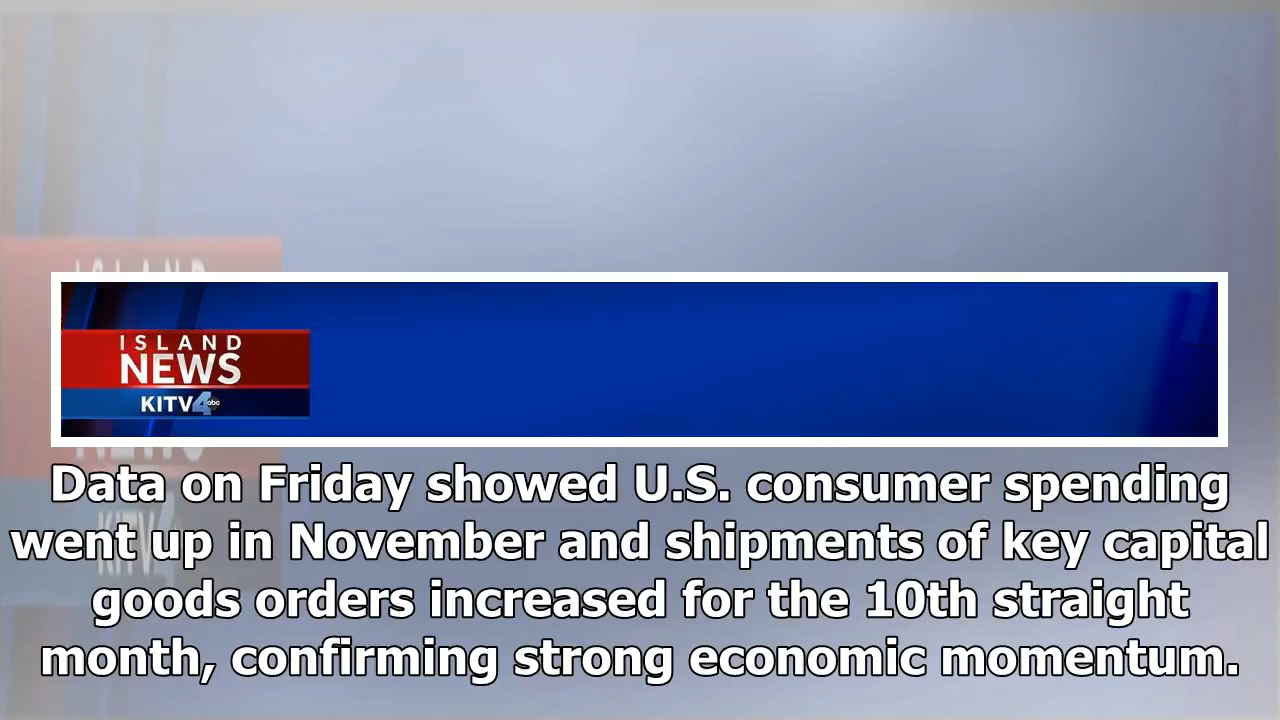 ISLAND
NEWS
KITV4 abc
Data on Friday showed U.S. consumer spending
went up in November and shipments of key capital
goods orders increased for the 10th straight
month, confirming strong economic momentum.